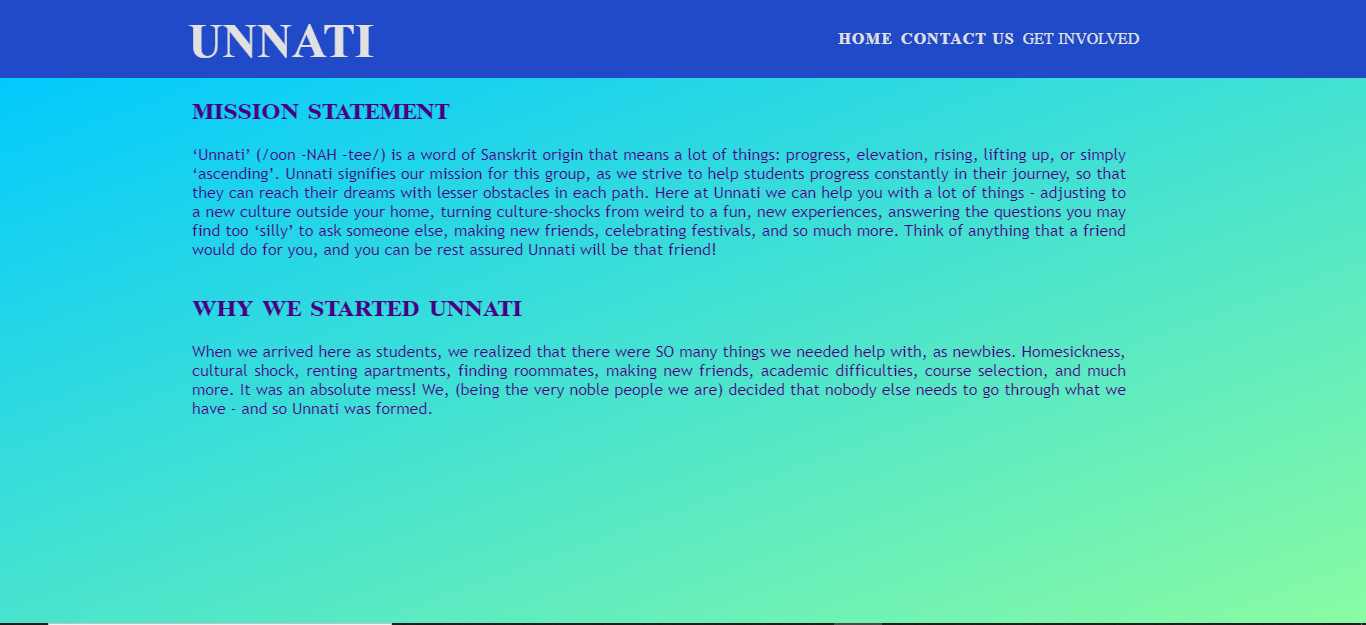 UNNATI
HOME CONTACT US GET INVOLVED
MISSION STATEMENT
‘Unnati’ (/oon -NAH -tee/) is a word of Sanskrit origin that means a lot of things: progress, elevation, rising, lifting up, or simply
‘ascending’. Unnati signifies our mission for this group, as we strive to help students progress constantly in their journey, so that
they can reach their dreams with lesser obstacles in each path. Here at Unnati we can help you with a lot of things - adjusting to
a new culture outside your home, turning culture-shocks from weird to a fun, new experiences, answering the questions you may
find too ‘silly’ to ask someone else, making new friends, celebrating festivals, and so much more. Think of anything that a friend
would do for you, and you can be rest assured Unnati will be that friend!
WHY WE STARTED UNNATI
When we arrived here as students, we realized that there were SO many things we needed help with, as newbies. Homesickness,
cultural shock, renting apartments, finding roommates, making new friends, academic difficulties, course selection, and much
more. It was an absolute mess! We, (being the very noble people we are) decided that nobody else needs to go through what we
have - and so Unnati was formed.